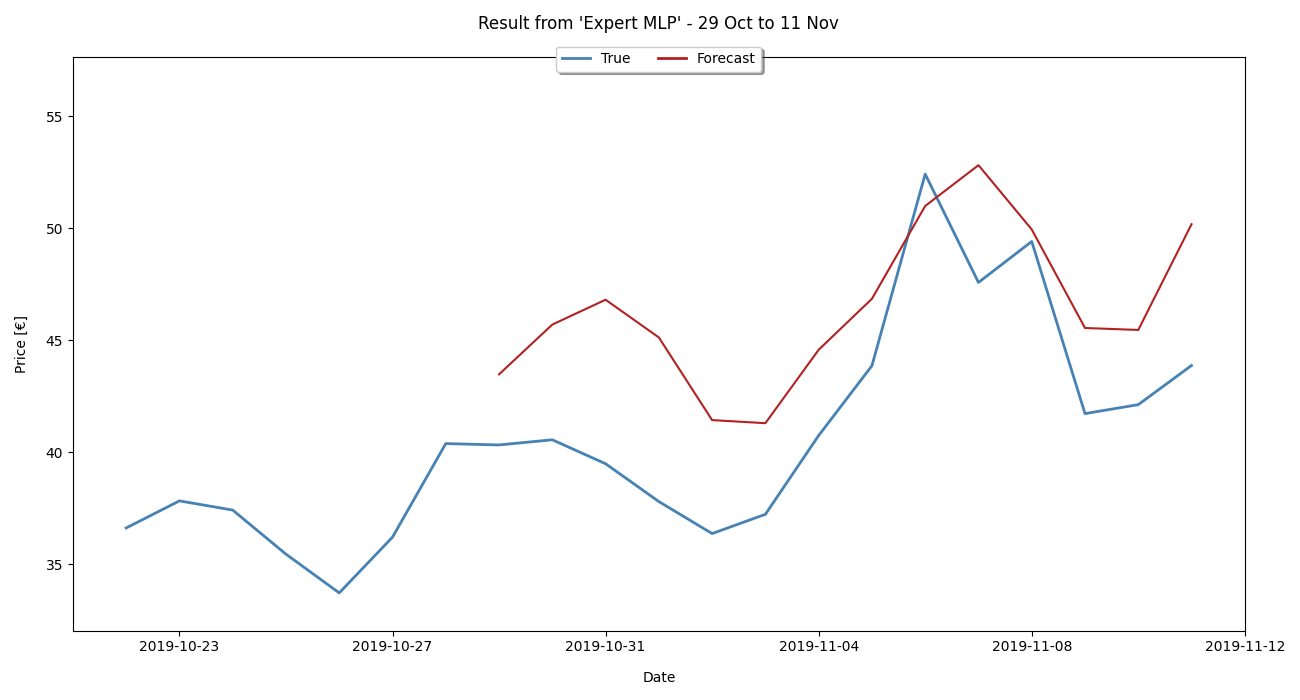 Result from 'Expert MLP' - 29 Oct to 11 Nov
True Forecast
55
50
45
40
35
Price [€]
2019-10-23 2019-10-27 2019-10-31 2019-11-04 2019-11-08 2019-11-12
Date